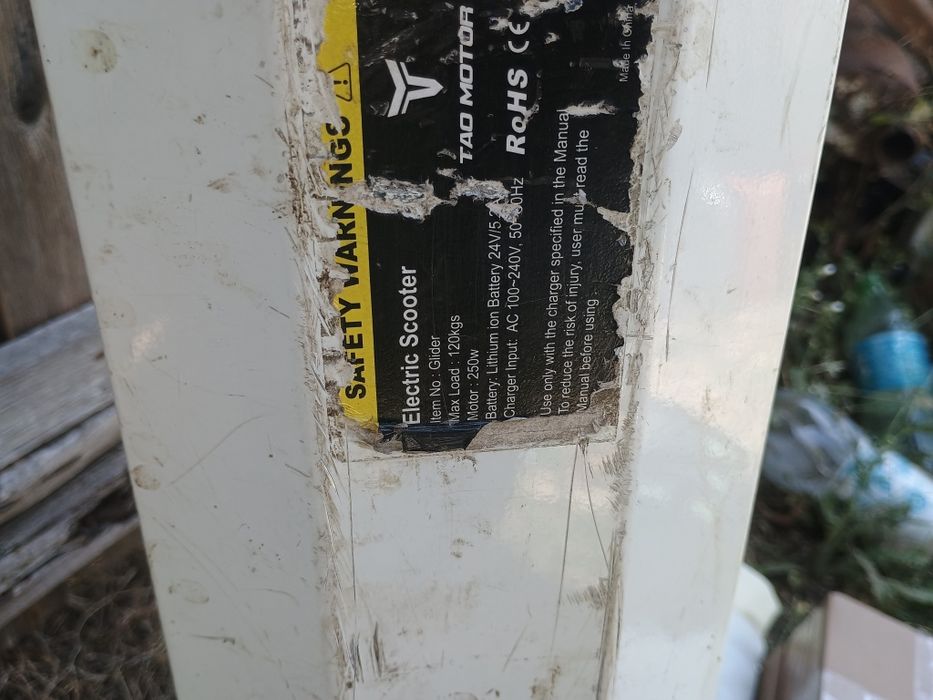 SAFETY WARNINGS
TAO MOTOR
Electric Scooter
Item No : Glider
Max Load : 120kgs
Motor : 250w
Battery: Lithium ion Battery 24V/5.
Charger Input: AC 100~240V, 50~60Hz
RoHS CE
Use only with the charger specified in the Manua
To reduce the risk of injury, user must read the
Manual before using
Made In China